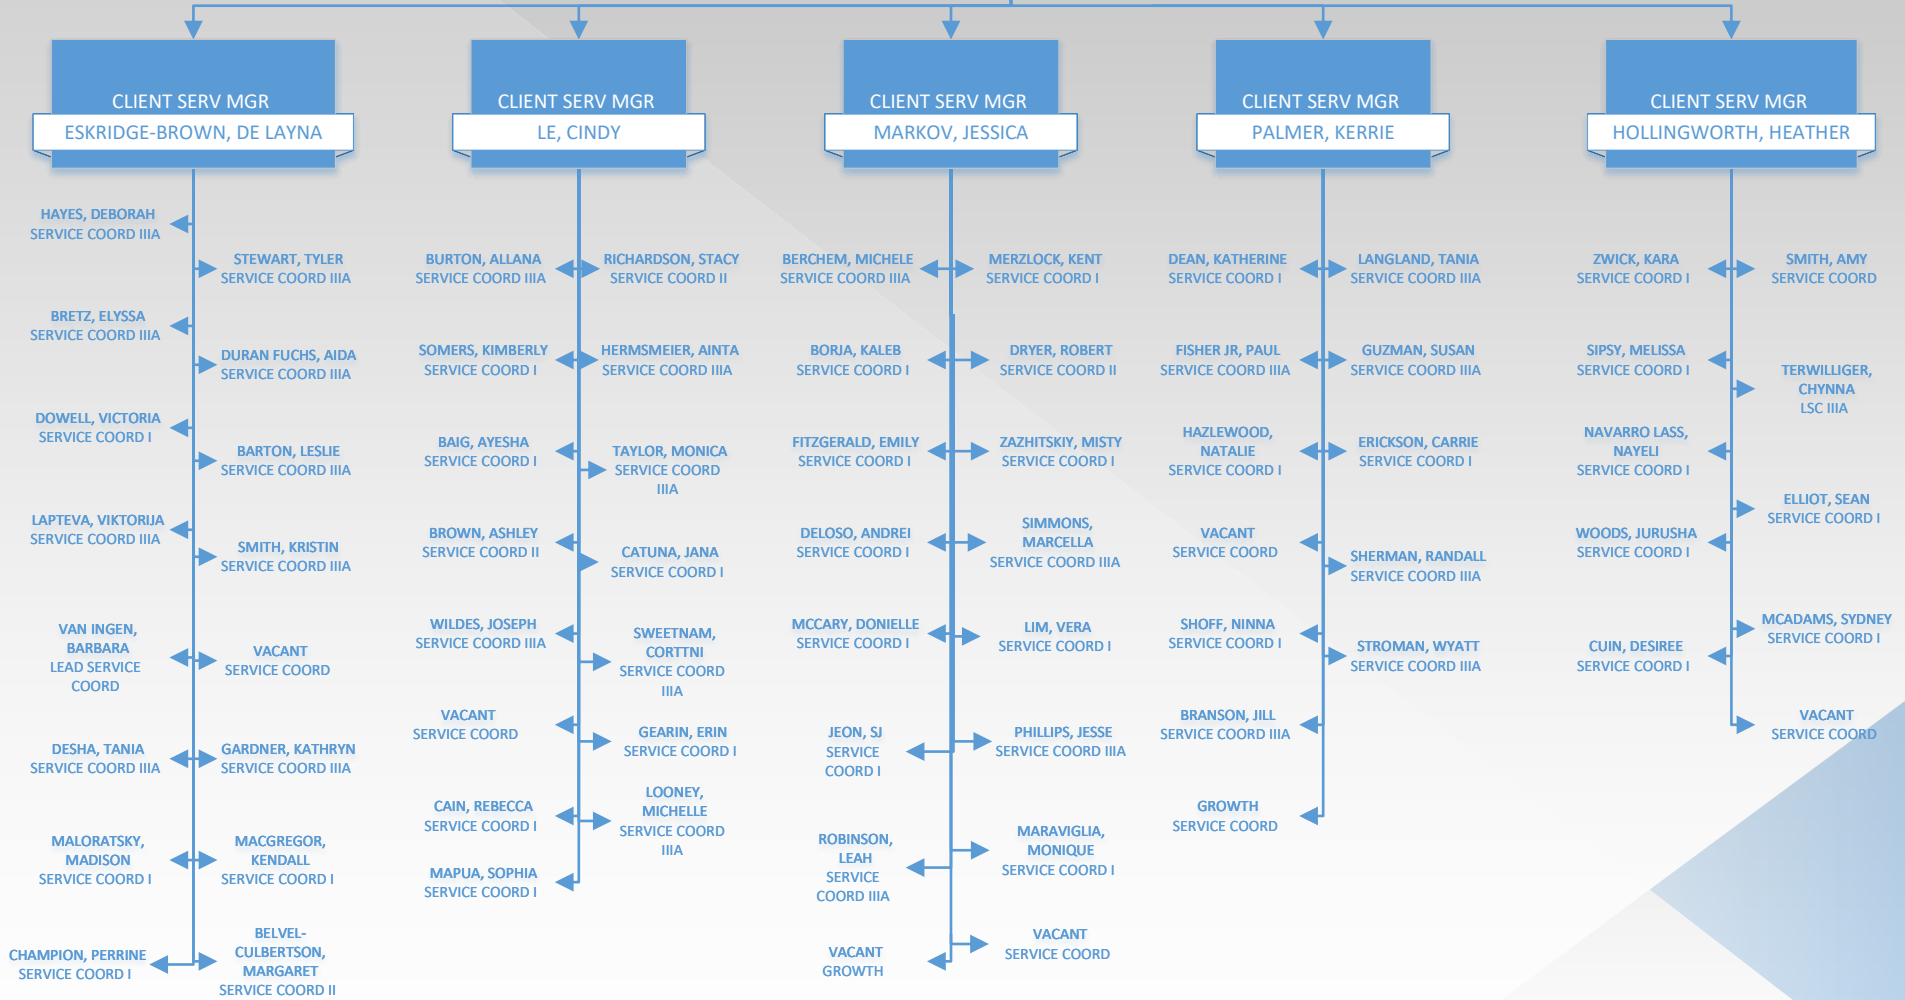 CLIENT SERV MGR
ESKRIDGE-BROWN, DE LAYNA
HAYES, DEBORAH
SERVICE COORD IIIA
STEWART, TYLER
SERVICE COORD IIIA
BRETZ, ELYSSA
SERVICE COORD IIIA
DURAN FUCHS, AIDA
SERVICE COORD IIIA
DOWELL, VICTORIA
SERVICE COORD I
BARTON, LESLIE
SERVICE COORD IIIA
LAPTEVA, VIKTORIJA
SERVICE COORD IIIA
SMITH, KRISTIN
SERVICE COORD IIIA
VAN INGEN,
BARBARA
LEAD SERVICE
COORD
VACANT
SERVICE COORD
DESHA, TANIA
SERVICE COORD IIIA
GARDNER, KATHRYN
SERVICE COORD IIIA
MALORATSKY,
MADISON
SERVICE COORD I
MACGREGOR,
KENDALL
SERVICE COORD I
CHAMPION, PERRINE
SERVICE COORD I
BELVEL-
CULBERTSON,
MARGARET
SERVICE COORD II
CLIENT SERV MGR
LE, CINDY
BURTON, ALLANA
SERVICE COORD IIIA
RICHARDSON, STACY
SERVICE COORD II
SOMERS, KIMBERLY
SERVICE COORD I
HERMSMEIER, AINTA
SERVICE COORD IIIA
BAIG, AYESHA
SERVICE COORD I
TAYLOR, MONICA
SERVICE COORD
IIIA
BROWN, ASHLEY
SERVICE COORD II
CATUNA, JANA
SERVICE COORD I
WILDES, JOSEPH
SERVICE COORD IIIA
SWEETNAM,
CORTTNI
SERVICE COORD
IIIA
VACANT
SERVICE COORD
GEARIN, ERIN
SERVICE COORD I
CAIN, REBECCA
SERVICE COORD I
LOONEY,
MICHELLE
SERVICE COORD
IIIA
MAPUA, SOPHIA
SERVICE COORD I
CLIENT SERV MGR
MARKOV, JESSICA
BERCHEM, MICHELE
SERVICE COORD IIIA
MERZLOCK, KENT
SERVICE COORD I
BORJA, KALEB
SERVICE COORD I
DRYER, ROBERT
SERVICE COORD II
FITZGERALD, EMILY
SERVICE COORD I
ZAZHITSKIY, MISTY
SERVICE COORD I
DELOSO, ANDREI
SERVICE COORD I
SIMMONS,
MARCELLA
SERVICE COORD IIIA
MCCARY, DONIELLE
SERVICE COORD I
LIM, VERA
SERVICE COORD I
JEON, SJ
SERVICE
COORD I
PHILLIPS, JESSE
SERVICE COORD IIIA
ROBINSON,
LEAH
SERVICE
COORD IIIA
MARAVIGLIA,
MONIQUE
SERVICE COORD I
VACANT
GROWTH
VACANT
SERVICE COORD
CLIENT SERV MGR
PALMER, KERRIE
DEAN, KATHERINE
SERVICE COORD I
LANGLAND, TANIA
SERVICE COORD IIIA
FISHER JR, PAUL
SERVICE COORD IIIA
GUZMAN, SUSAN
SERVICE COORD IIIA
HAZLEWOOD,
NATALIE
SERVICE COORD I
ERICKSON, CARRIE
SERVICE COORD I
VACANT
SERVICE COORD
SHERMAN, RANDALL
SERVICE COORD IIIA
SHOFF, NINNA
SERVICE COORD I
STROMAN, WYATT
SERVICE COORD IIIA
BRANSON, JILL
SERVICE COORD IIIA
GROWTH
SERVICE COORD
CLIENT SERV MGR
HOLLINGWORTH, HEATHER
ZWICK, KARA
SERVICE COORD I
SMITH, AMY
SERVICE COORD
SIPSY, MELISSA
SERVICE COORD I
TERWILLIGER,
CHYNNA
LSC IIIA
NAVARRO LASS,
NAYELI
SERVICE COORD I
ELLIOT, SEAN
SERVICE COORD I
WOODS, JURUSHA
SERVICE COORD I
MCADAMS, SYDNEY
SERVICE COORD I
CUIN, DESIREE
SERVICE COORD I
VACANT
SERVICE COORD